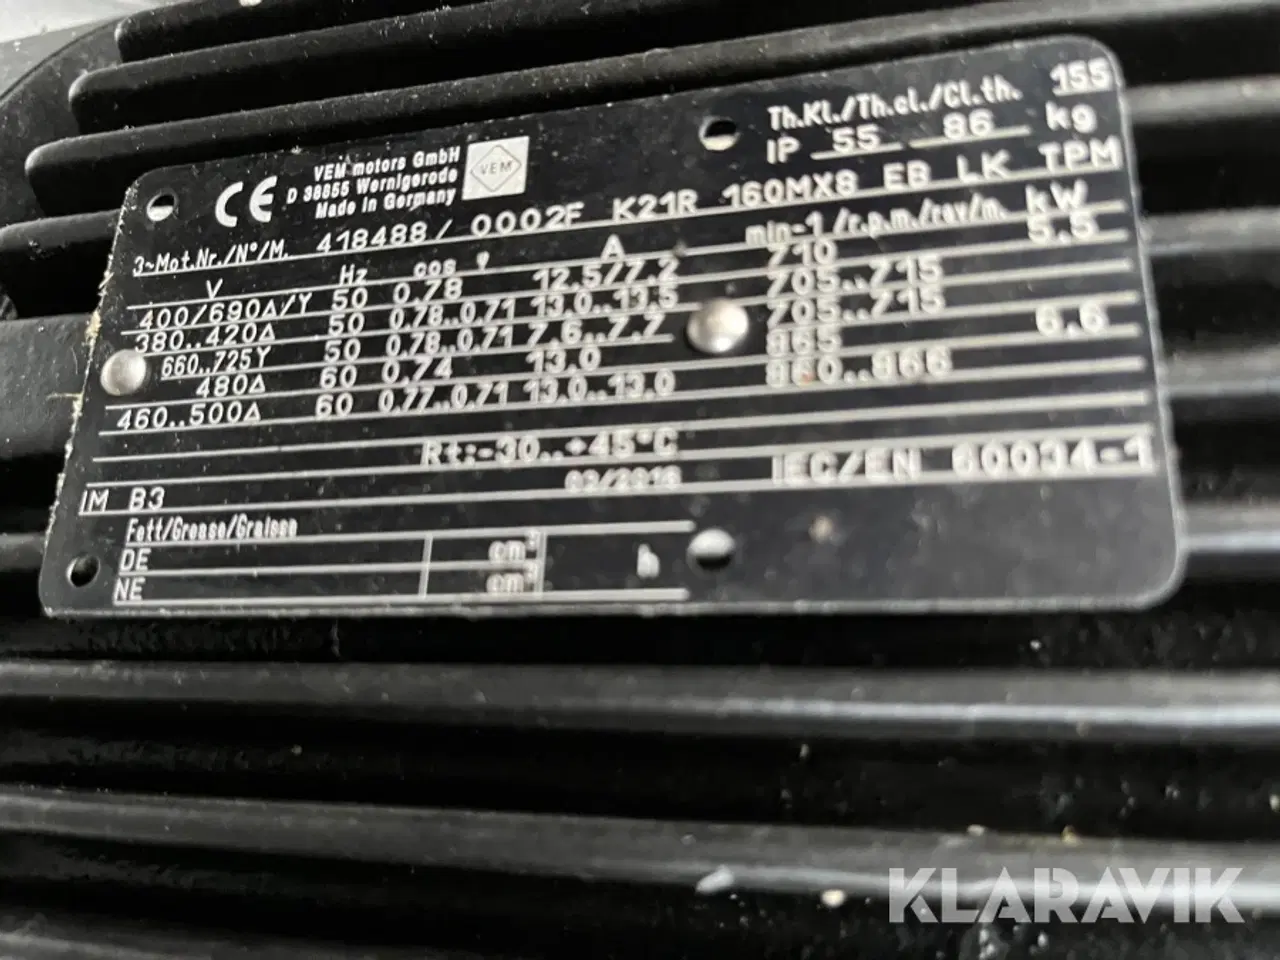 VEM motors GmbH
D 38855 Wernigerode
Made in Germany
VEM
Th.Kl./Th.cl./Cl.th. 155
IP 55 86 kg
3~Mot.Nr./N°/M. 418488/ 0002F K21R 160MX8 EB LK TPM
V Hz cos φ A min-1/r.p.m./rev/m. kW
400/690Δ/Y 50 0,78 12.5/7.2 710 5.5
380..420Δ 50 0,78..0,71 13.0..13.5 705..715
660..725Y 50 0,78..0,71 7,6..7,7 705..715
480Δ 60 0,74 13.0 865 6.6
460..500Δ 60 0,77..0,71 13.0..13.0 860..866
Rt:-30..+45°C
IM B3 IEC/EN 60034-1
Fett/Grease/Graisse
DE cm³ h
NE cm³
KLARAVIK